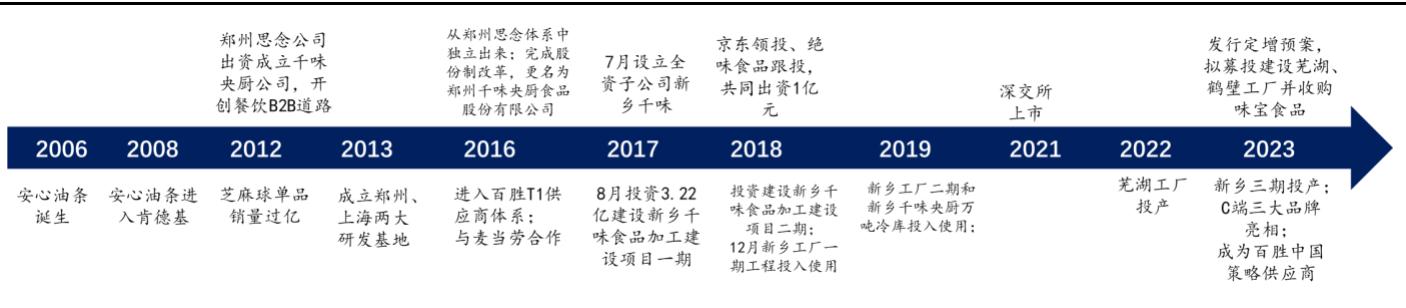 郑州思念公司
出资成立千味
央厨公司，开
创餐饮B2B道路
从郑州思念体系中
独立出来；完成股
份制改革，更名为
郑州千味央厨食品
股份有限公司
7月设立全
资子公司新
乡千味
京东领投、绝
味食品跟投，
共同出资1亿
元
深交所
上市
发行定增预案，
拟募投建设芜湖、
鹤壁工厂并收购
味宝食品
2006
2008
2012
2013
2016
2017
2018
2019
2021
2022
2023
安心油条
诞生
安心油条进
入肯德基
芝麻球单品
销量过亿
成立郑州、
上海两大
研发基地
进入百胜T1供
应商体系；
与麦当劳合作
8月投资3.22
亿建设新乡千
味食品加工建
设项目一期
投资建设新乡千
味食品加工建设
项目二期；
12月新乡工厂一
期工程投入使用
新乡工厂二期和
新乡千味央厨万
吨冷库投入使用；
芜湖工厂
投产
新乡三期投产；
C端三大品牌
亮相；
成为百胜中国
策略供应商